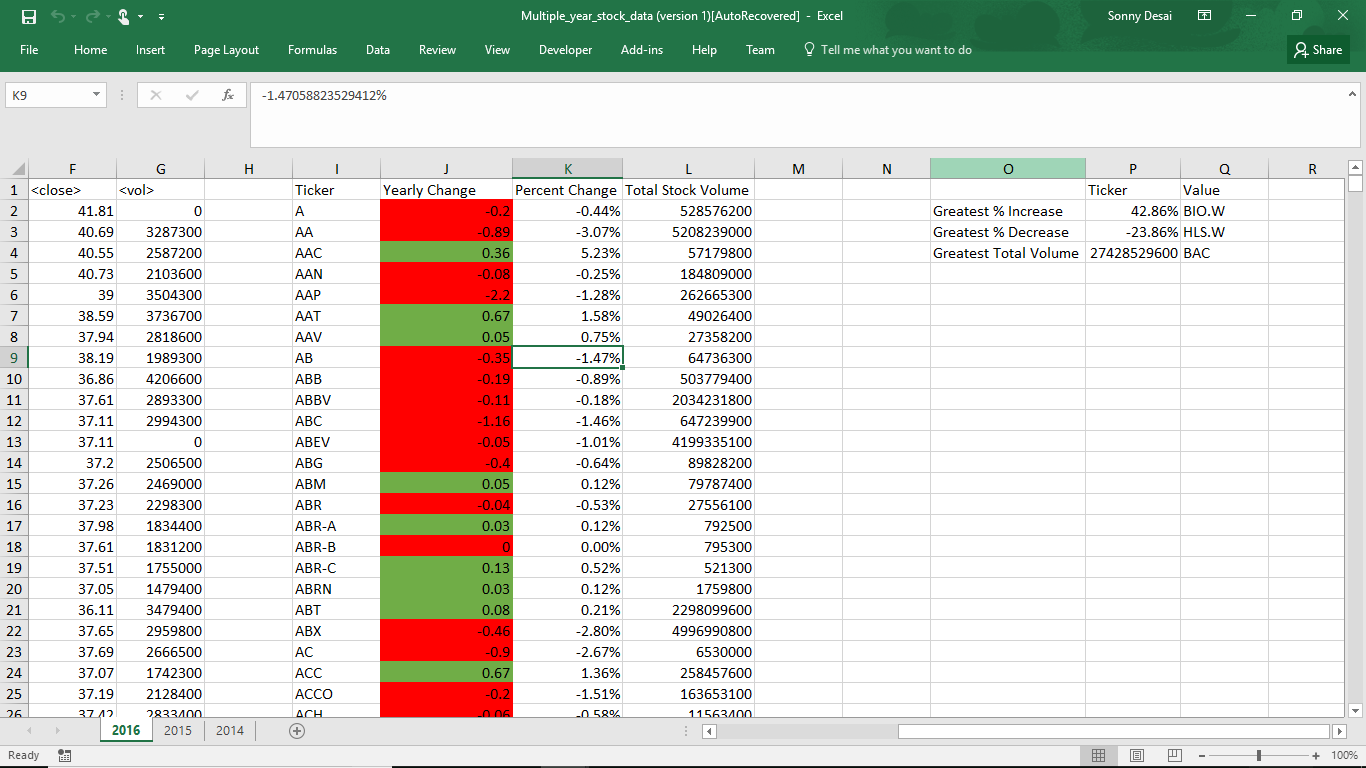 Multiple_year_stock_data (version 1)[AutoRecovered] - Excel
Sonny Desai
File Home Insert Page Layout Formulas Data Review View Developer Add-ins Help Team Tell me what you want to do Share
K9 fx -1.47058823529412%
F G H I J K L M N O P Q R
1 <close> <vol> Ticker Yearly Change Percent Change Total Stock Volume Ticker Value
2 41.81 0 A -0.2 -0.44% 528576200 Greatest % Increase 42.86% BIO.W
3 40.69 3287300 AA -0.89 -3.07% 5208239000 Greatest % Decrease -23.86% HLS.W
4 40.55 2587200 AAC 0.36 5.23% 57179800 Greatest Total Volume 27428529600 BAC
5 40.73 2103600 AAN -0.08 -0.25% 184809000
6 39 3504300 AAP -2.2 -1.28% 262665300
7 38.59 3736700 AAT 0.67 1.58% 49026400
8 37.94 2818600 AAV 0.05 0.75% 27358200
9 38.19 1989300 AB -0.35 -1.47% 64736300
10 36.86 4206600 ABB -0.19 -0.89% 503779400
11 37.61 2893300 ABBV -0.11 -0.18% 2034231800
12 37.11 2994300 ABC -1.16 -1.46% 647239900
13 37.11 0 ABEV -0.05 -1.01% 4199335100
14 37.2 2506500 ABG -0.4 -0.64% 89828200
15 37.26 2469000 ABM 0.05 0.12% 79787400
16 37.23 2298300 ABR -0.04 -0.53% 27556100
17 37.98 1834400 ABR-A 0.03 0.12% 792500
18 37.61 1831200 ABR-B 0 0.00% 795300
19 37.51 1755000 ABR-C 0.13 0.52% 521300
20 37.05 1479400 ABRN 0.03 0.12% 1759800
21 36.11 3479400 ABT 0.08 0.21% 2298099600
22 37.65 2959800 ABX -0.46 -2.80% 4996990800
23 37.69 2666500 AC -0.9 -2.67% 6530000
24 37.07 1742300 ACC 0.67 1.36% 258457600
25 37.19 2128400 ACCO -0.2 -1.51% 163653100
26 37.42 2833400 ACH -0.06 -0.58% 11563400
2016 2015 2014
Ready 100%